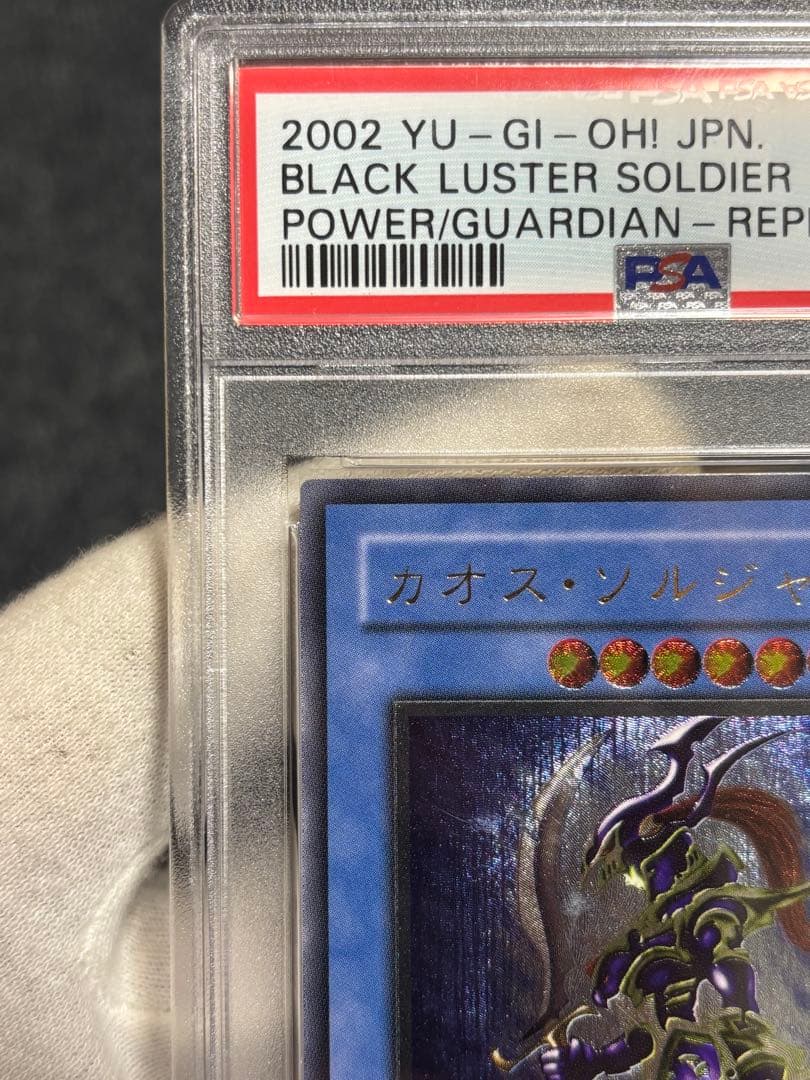 2002 YU-GI-OH! JPN.
BLACK LUSTER SOLDIER
POWER/GUARDIAN-REP
PSA
カオス・ソルジャ